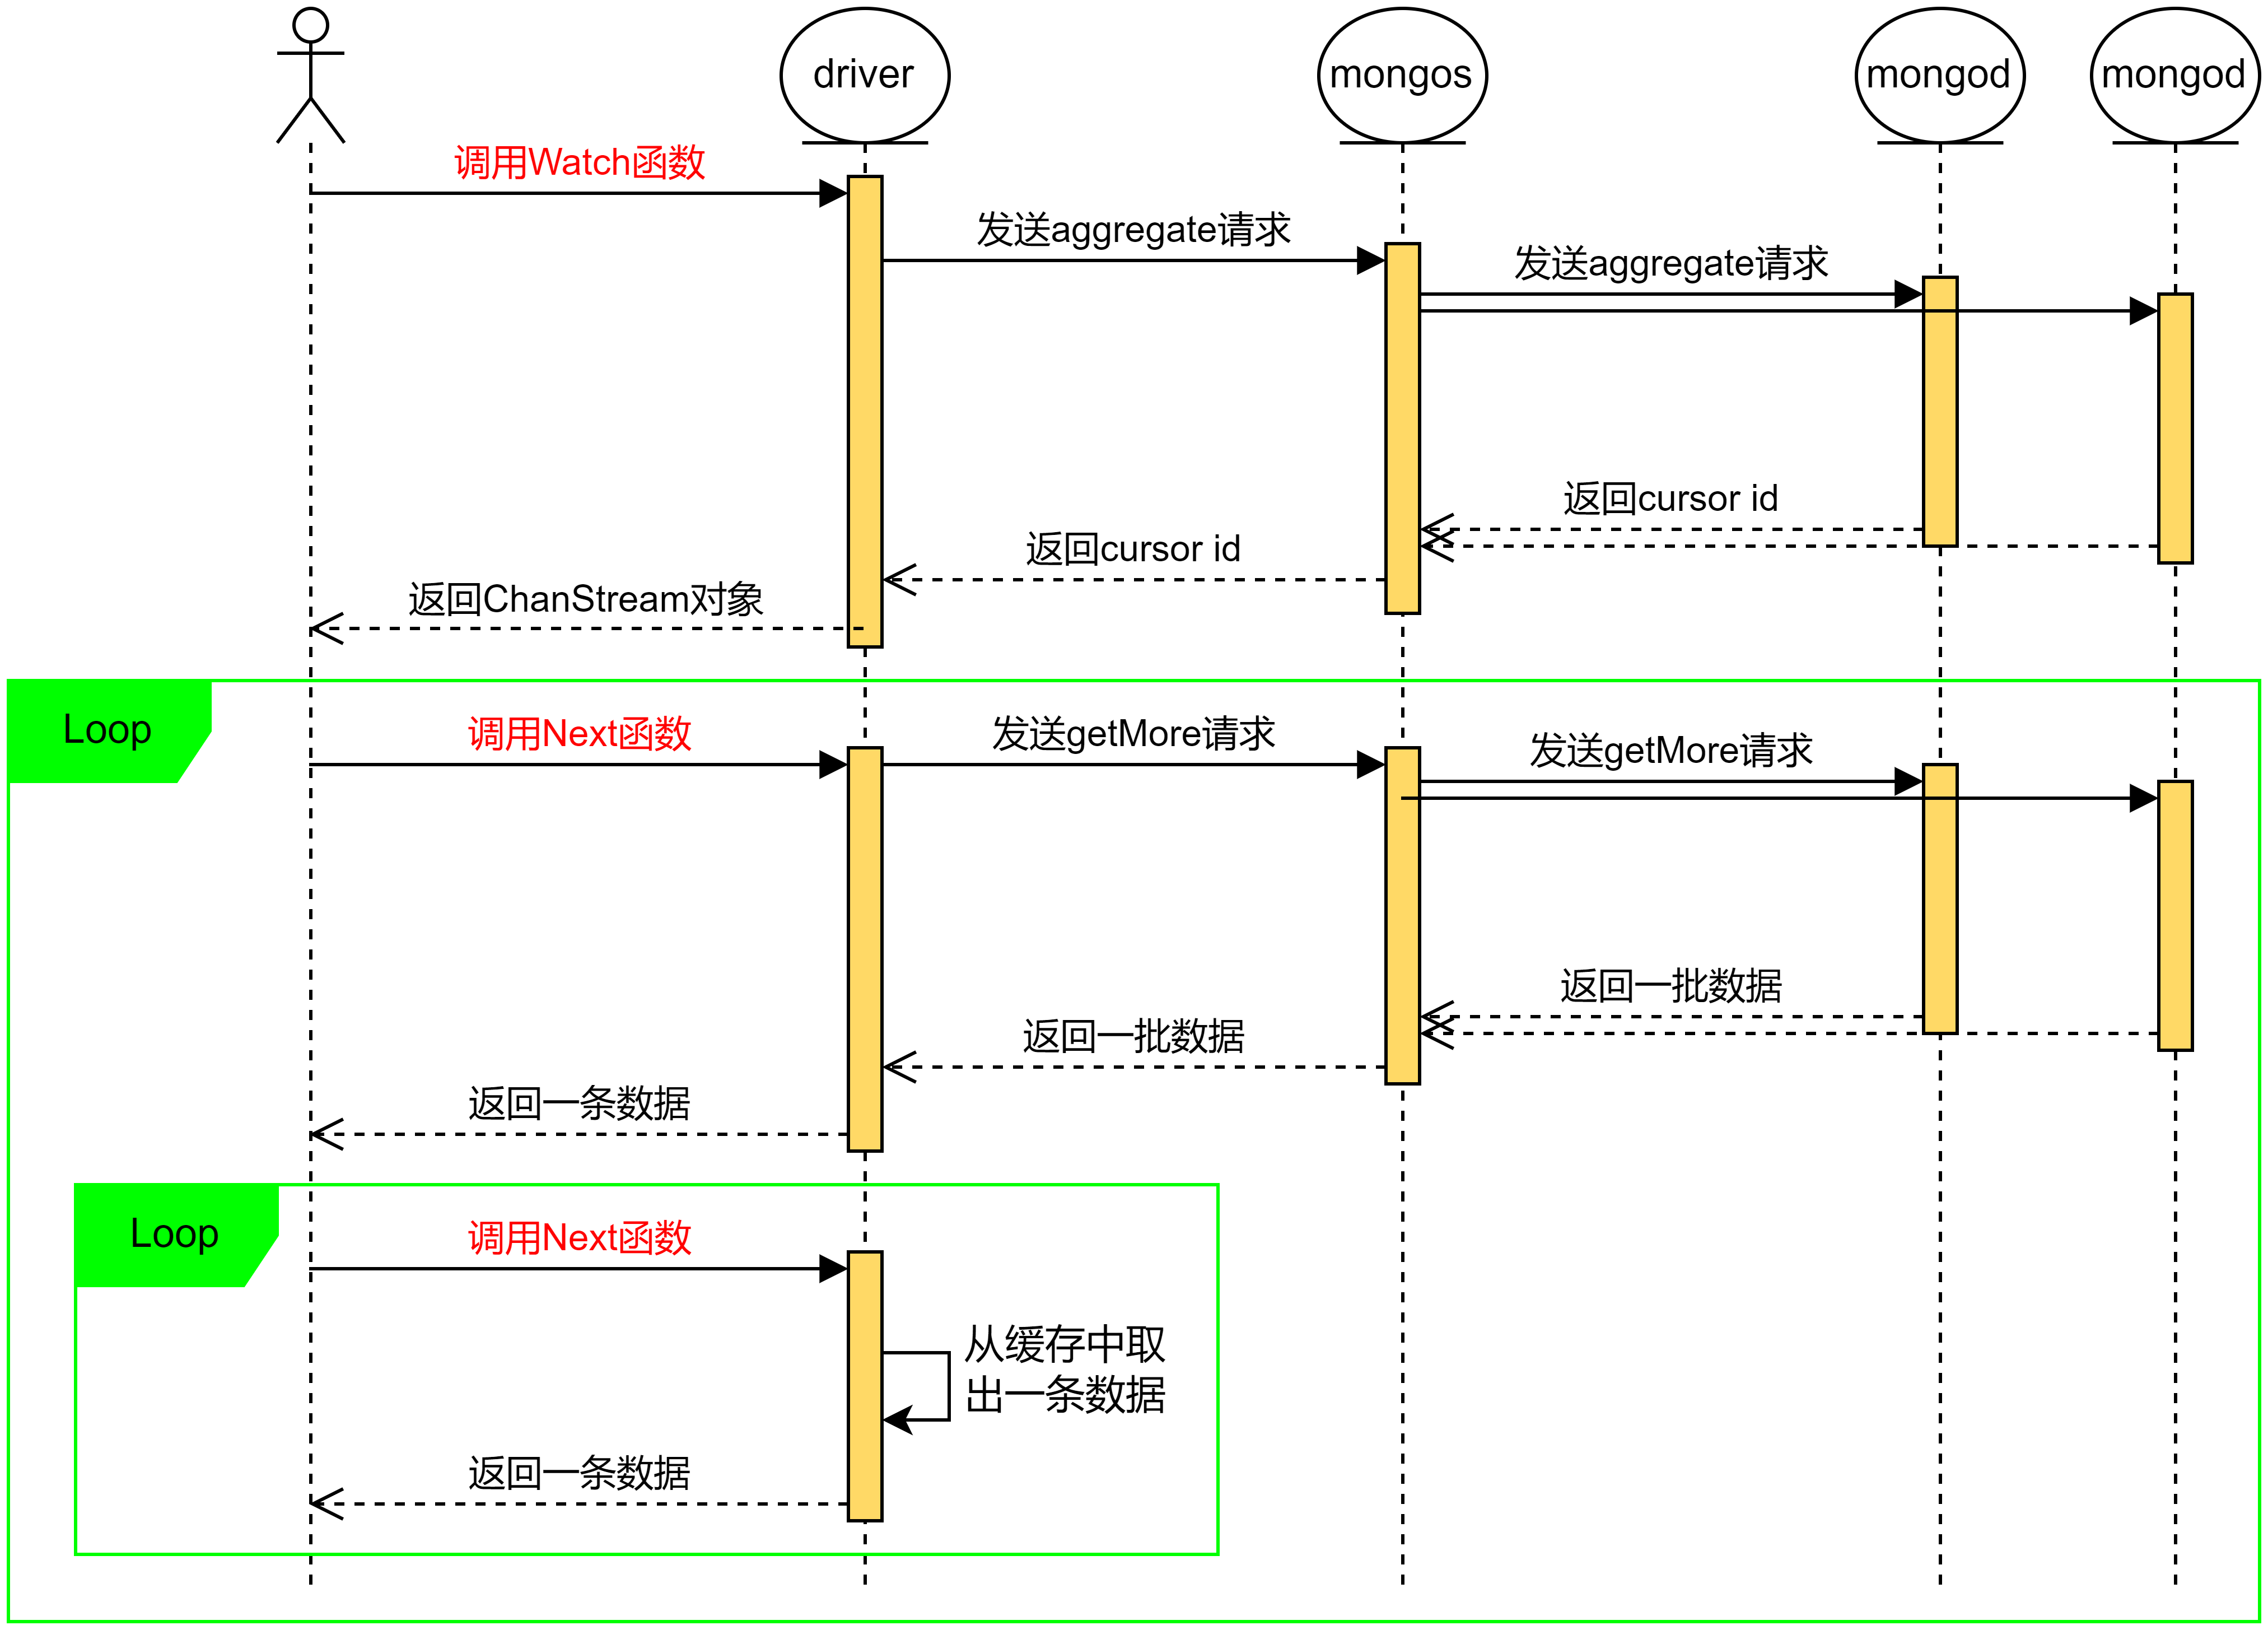 driver
mongos
mongod
mongod
调用Watch函数
发送aggregate请求
发送aggregate请求
返回cursor id
返回cursor id
返回ChanStream对象
Loop
调用Next函数
发送getMore请求
发送getMore请求
返回一批数据
返回一批数据
返回一条数据
Loop
调用Next函数
从缓存中取
出一条数据
返回一条数据